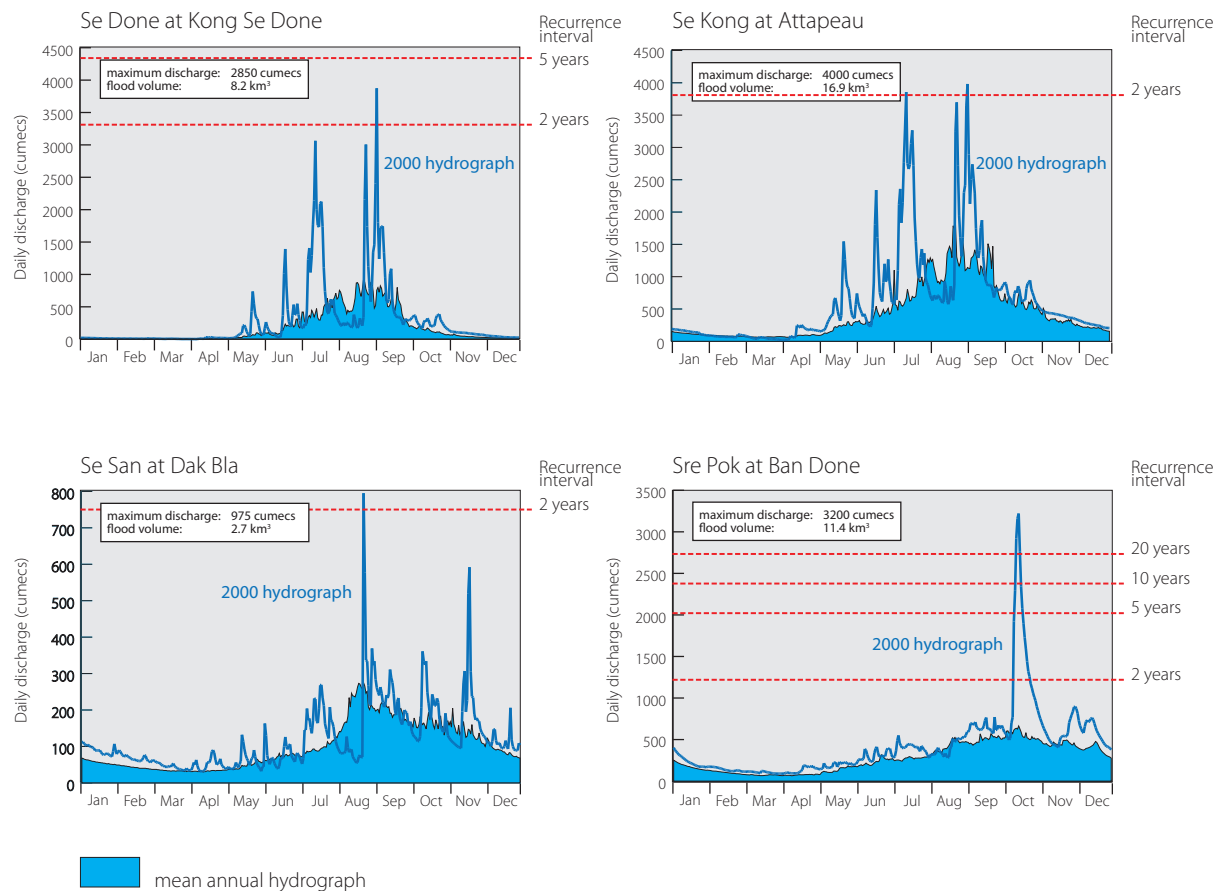 Se Done at Kong Se Done
Recurrence
interval
Daily discharge (cumecs)
4500
4000
3500
3000
2500
2000
1500
1000
500
0
maximum discharge: 2850 cumecs
flood volume: 8.2 km³
5 years
2 years
2000 hydrograph
Jan Feb Mar Apl May Jun Jul Aug Sep Oct Nov Dec
Se Kong at Attapeau
Recurrence
interval
Daily discharge (cumecs)
4500
4000
3500
3000
2500
2000
1500
1000
500
0
maximum discharge: 4000 cumecs
flood volume: 16.9 km³
2 years
2000 hydrograph
Jan Feb Mar Apl May Jun Jul Aug Sep Oct Nov Dec
Se San at Dak Bla
Recurrence
interval
Daily discharge (cumecs)
800
700
600
500
400
300
200
100
0
maximum discharge: 975 cumecs
flood volume: 2.7 km³
2 years
2000 hydrograph
Jan Feb Mar Apl May Jun Jul Aug Sep Oct Nov Dec
Sre Pok at Ban Done
Recurrence
interval
Daily discharge (cumecs)
3500
3000
2500
2000
1500
1000
500
0
maximum discharge: 3200 cumecs
flood volume: 11.4 km³
20 years
10 years
5 years
2 years
2000 hydrograph
Jan Feb Mar Apl May Jun Jul Aug Sep Oct Nov Dec
mean annual hydrograph